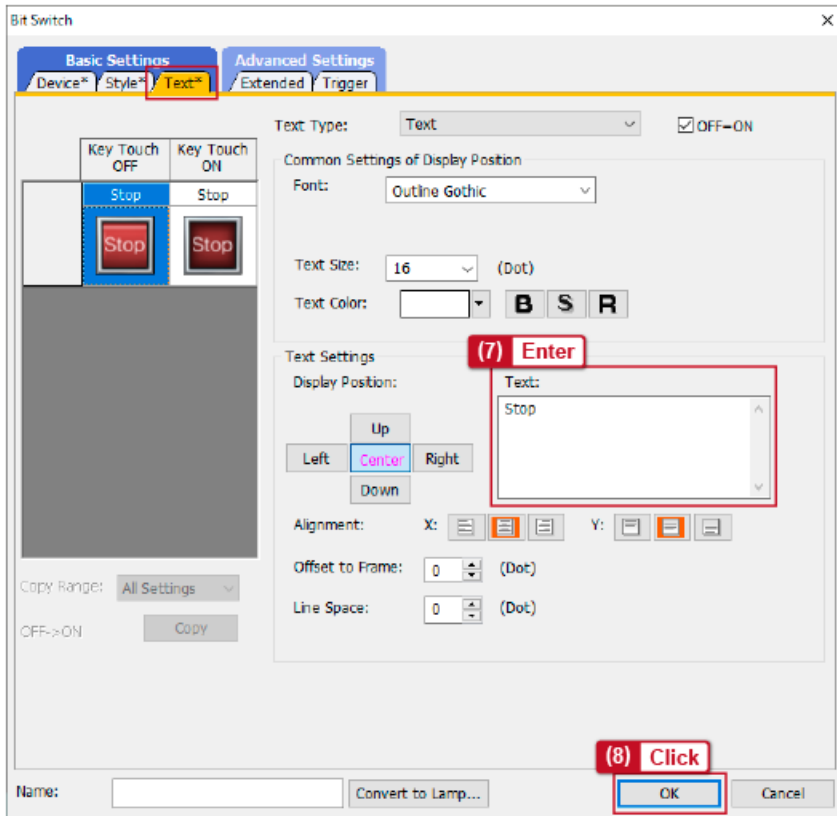 Bit Switch
Basic Settings
Advanced Settings
Device*
Style*
Text*
Extended
Trigger
Key Touch
OFF
Key Touch
ON
Stop
Stop
Stop
Stop
Text Type:
Text
OFF=ON
Common Settings of Display Position
Font:
Outline Gothic
Text Size:
16
(Dot)
Text Color:
B
S
R
(7) Enter
Text Settings
Display Position:
Up
Left
Center
Right
Down
Text:
Stop
Alignment:
X:
Y:
Offset to Frame:
0
(Dot)
Line Space:
0
(Dot)
Copy Range:
All Settings
OFF->ON
Copy
(8) Click
Name:
Convert to Lamp...
OK
Cancel